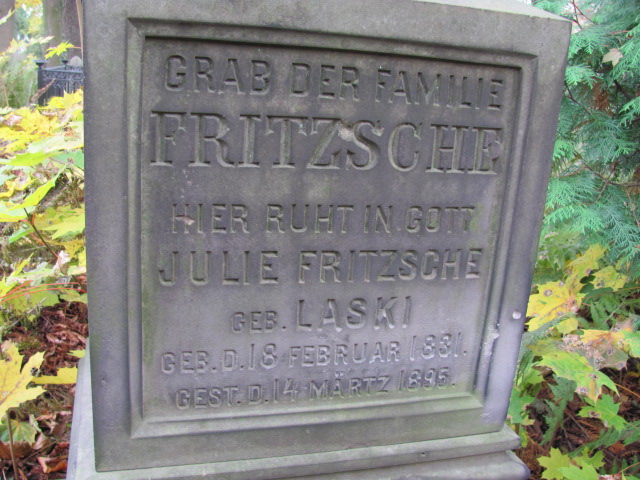 GRAB DER FAMILIE
FRITZSCHE
HIER RUHT IN GOTT
JULIE FRITZSCHE
GEB. LASKI
GEB. D. 18 FEBRUAR 1831.
GEST. D. 14 MÄRTZ 1895.